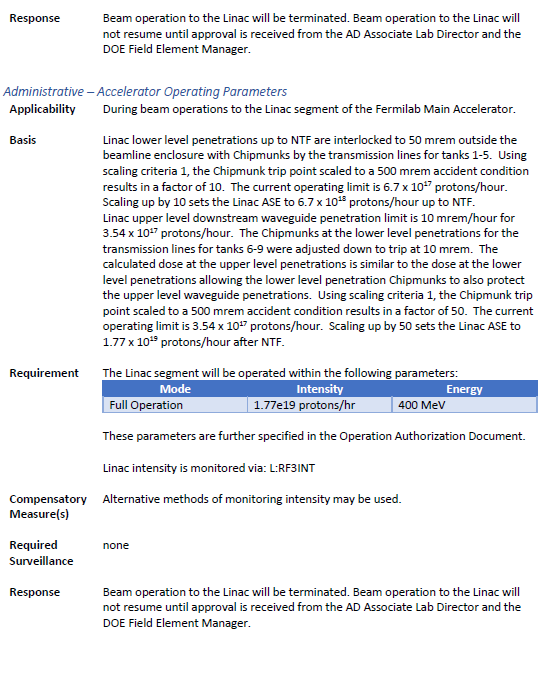 Response Beam operation to the Linac will be terminated. Beam operation to the Linac will
not resume until approval is received from the AD Associate Lab Director and the
DOE Field Element Manager.
Administrative – Accelerator Operating Parameters
Applicability During beam operations to the Linac segment of the Fermilab Main Accelerator.
Basis Linac lower level penetrations up to NTF are interlocked to 50 mrem outside the
beamline enclosure with Chipmunks by the transmission lines for tanks 1-5. Using
scaling criteria 1, the Chipmunk trip point scaled to a 500 mrem accident condition
results in a factor of 10. The current operating limit is 6.7 x 10¹⁷ protons/hour.
Scaling up by 10 sets the Linac ASE to 6.7 x 10¹⁸ protons/hour up to NTF.
Linac upper level downstream waveguide penetration limit is 10 mrem/hour for
3.54 x 10¹⁷ protons/hour. The Chipmunks at the lower level penetrations for the
transmission lines for tanks 6-9 were adjusted down to trip at 10 mrem. The
calculated dose at the upper level penetrations is similar to the dose at the lower
level penetrations allowing the lower level penetration Chipmunks to also protect
the upper level waveguide penetrations. Using scaling criteria 1, the Chipmunk trip
point scaled to a 500 mrem accident condition results in a factor of 50. The current
operating limit is 3.54 x 10¹⁷ protons/hour. Scaling up by 50 sets the Linac ASE to
1.77 x 10¹⁹ protons/hour after NTF.
Requirement The Linac segment will be operated within the following parameters:
Mode Intensity Energy
Full Operation 1.77e19 protons/hr 400 MeV
These parameters are further specified in the Operation Authorization Document.
Linac intensity is monitored via: L:RF3INT
Compensatory Alternative methods of monitoring intensity may be used.
Measure(s)
Required none
Surveillance
Response Beam operation to the Linac will be terminated. Beam operation to the Linac will
not resume until approval is received from the AD Associate Lab Director and the
DOE Field Element Manager.